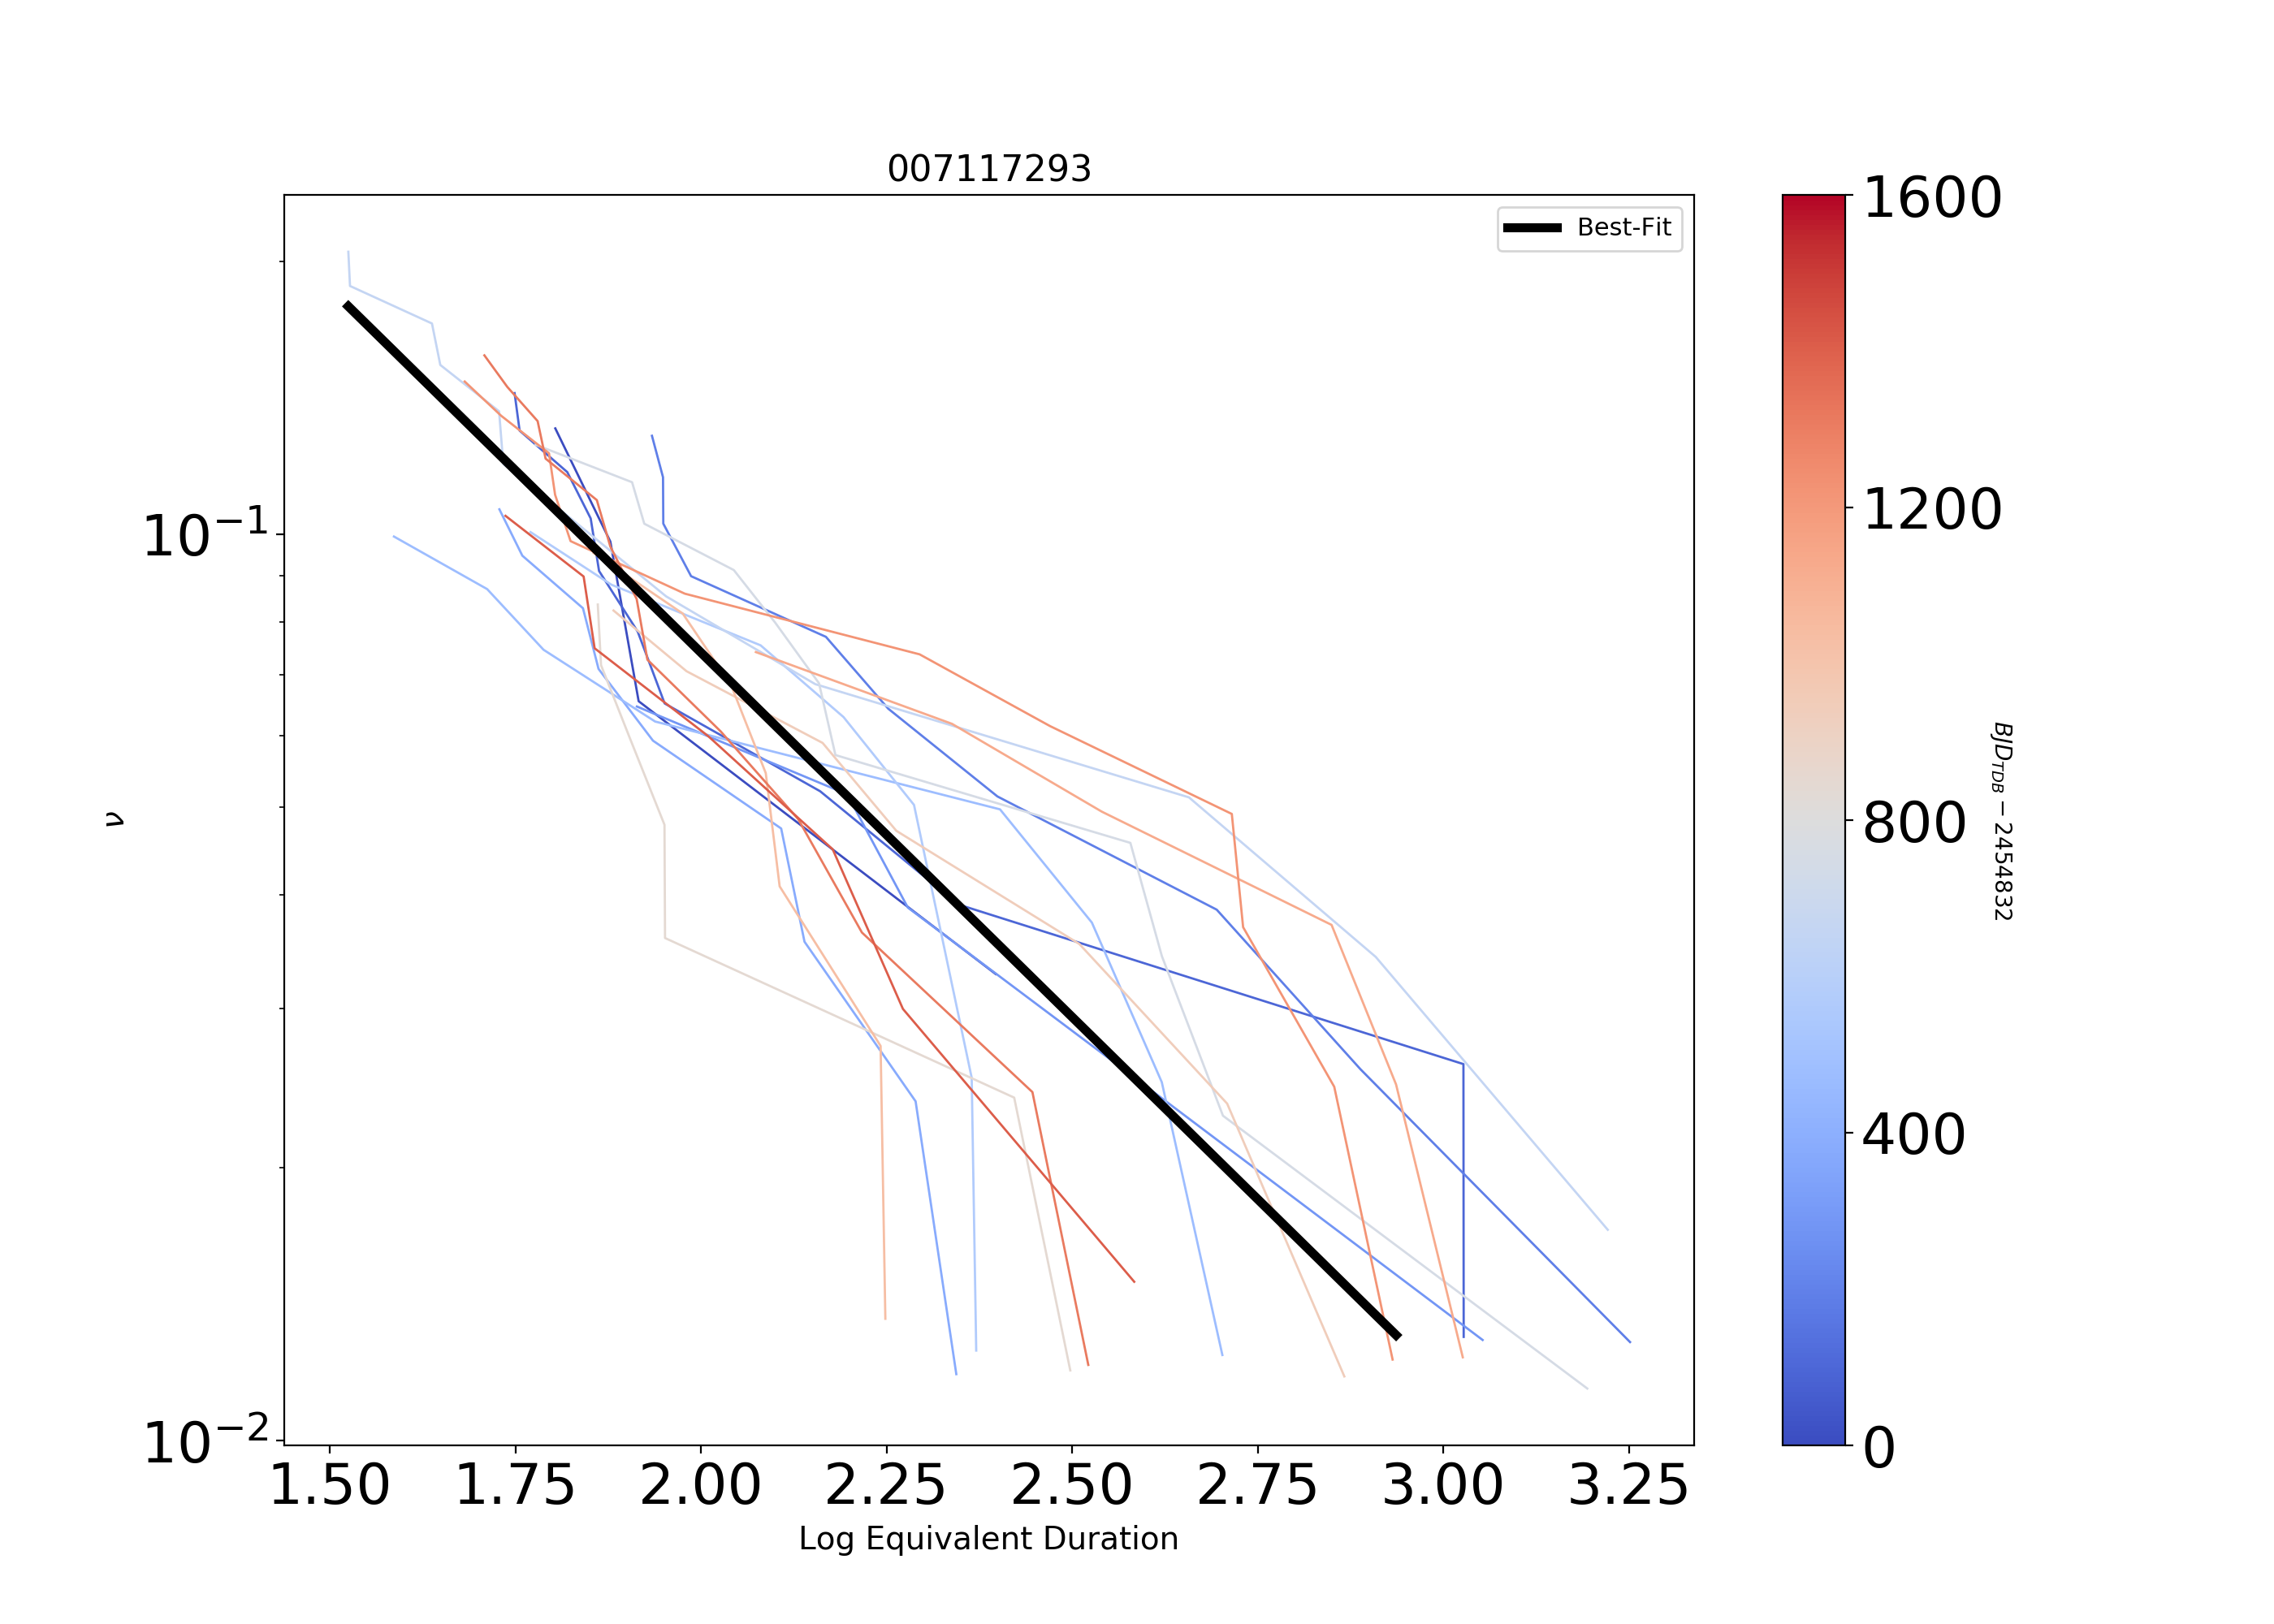 007117293
Best-Fit
10⁻¹
10⁻²
ν
1.50 1.75 2.00 2.25 2.50 2.75 3.00 3.25
Log Equivalent Duration
1600
1200
800
400
0
BJD_TDB − 2454832